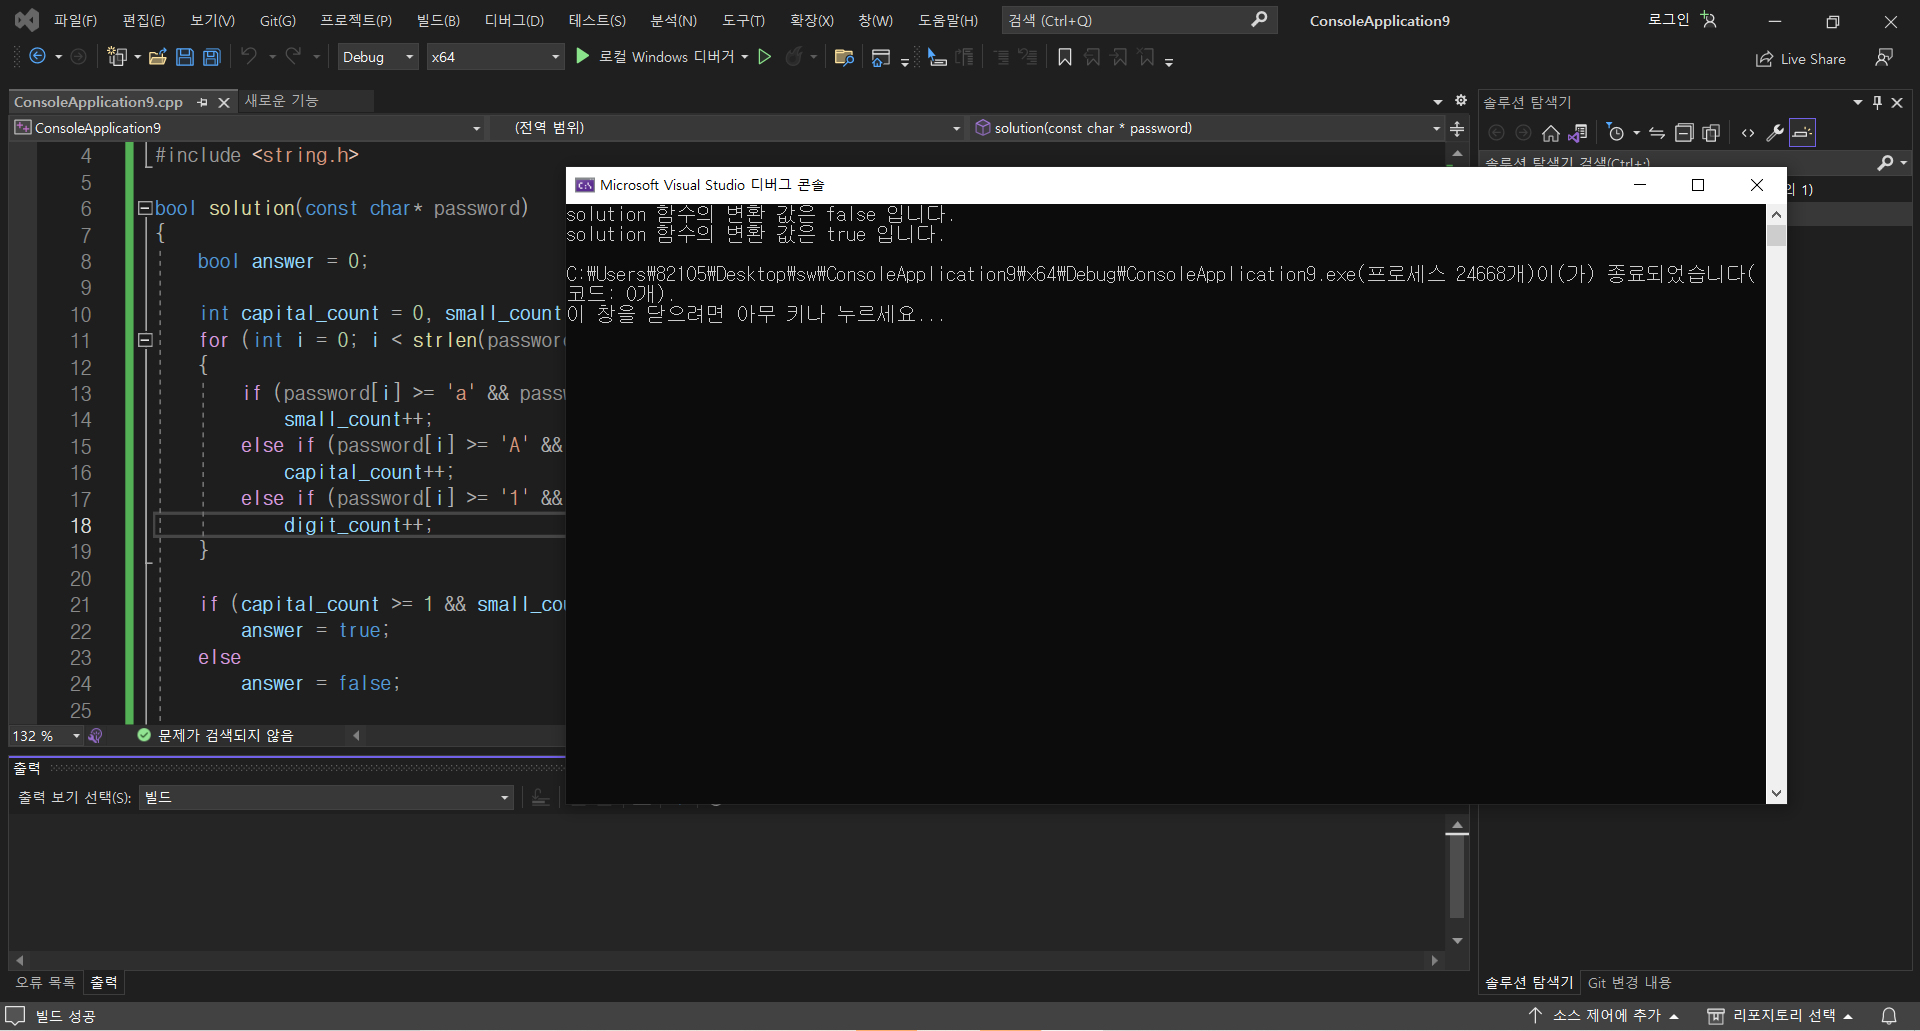 파일(F) 편집(E) 보기(V) Git(G) 프로젝트(P) 빌드(B) 디버그(D) 테스트(S) 분석(N) 도구(T) 확장(X) 창(W) 도움말(H) 검색 (Ctrl+Q) ConsoleApplication9 로그인
Debug x64 로컬 Windows 디버거 Live Share
ConsoleApplication9.cpp 새로운 기능
ConsoleApplication9 (전역 범위) solution(const char * password)
솔루션 탐색기
솔루션 탐색기 검색(Ctrl+;)
의 1)
4 #include <string.h>
5
6 bool solution(const char* password)
7 {
8 bool answer = 0;
9
10 int capital_count = 0, small_count
11 for (int i = 0; i < strlen(password
12 {
13 if (password[i] >= 'a' && passw
14 small_count++;
15 else if (password[i] >= 'A' &&
16 capital_count++;
17 else if (password[i] >= '1' &&
18 digit_count++;
19 }
20
21 if (capital_count >= 1 && small_cou
22 answer = true;
23 else
24 answer = false;
25
Microsoft Visual Studio 디버그 콘솔
solution 함수의 변환 값은 false 입니다.
solution 함수의 변환 값은 true 입니다.
C:₩Users₩82105₩Desktop₩sw₩ConsoleApplication9₩x64₩Debug₩ConsoleApplication9.exe(프로세스 24668개)이(가) 종료되었습니다(
코드: 0개).
이 창을 닫으려면 아무 키나 누르세요...
132 % 문제가 검색되지 않음
출력
출력 보기 선택(S): 빌드
오류 목록 출력
솔루션 탐색기 Git 변경 내용
빌드 성공 소스 제어에 추가 리포지토리 선택